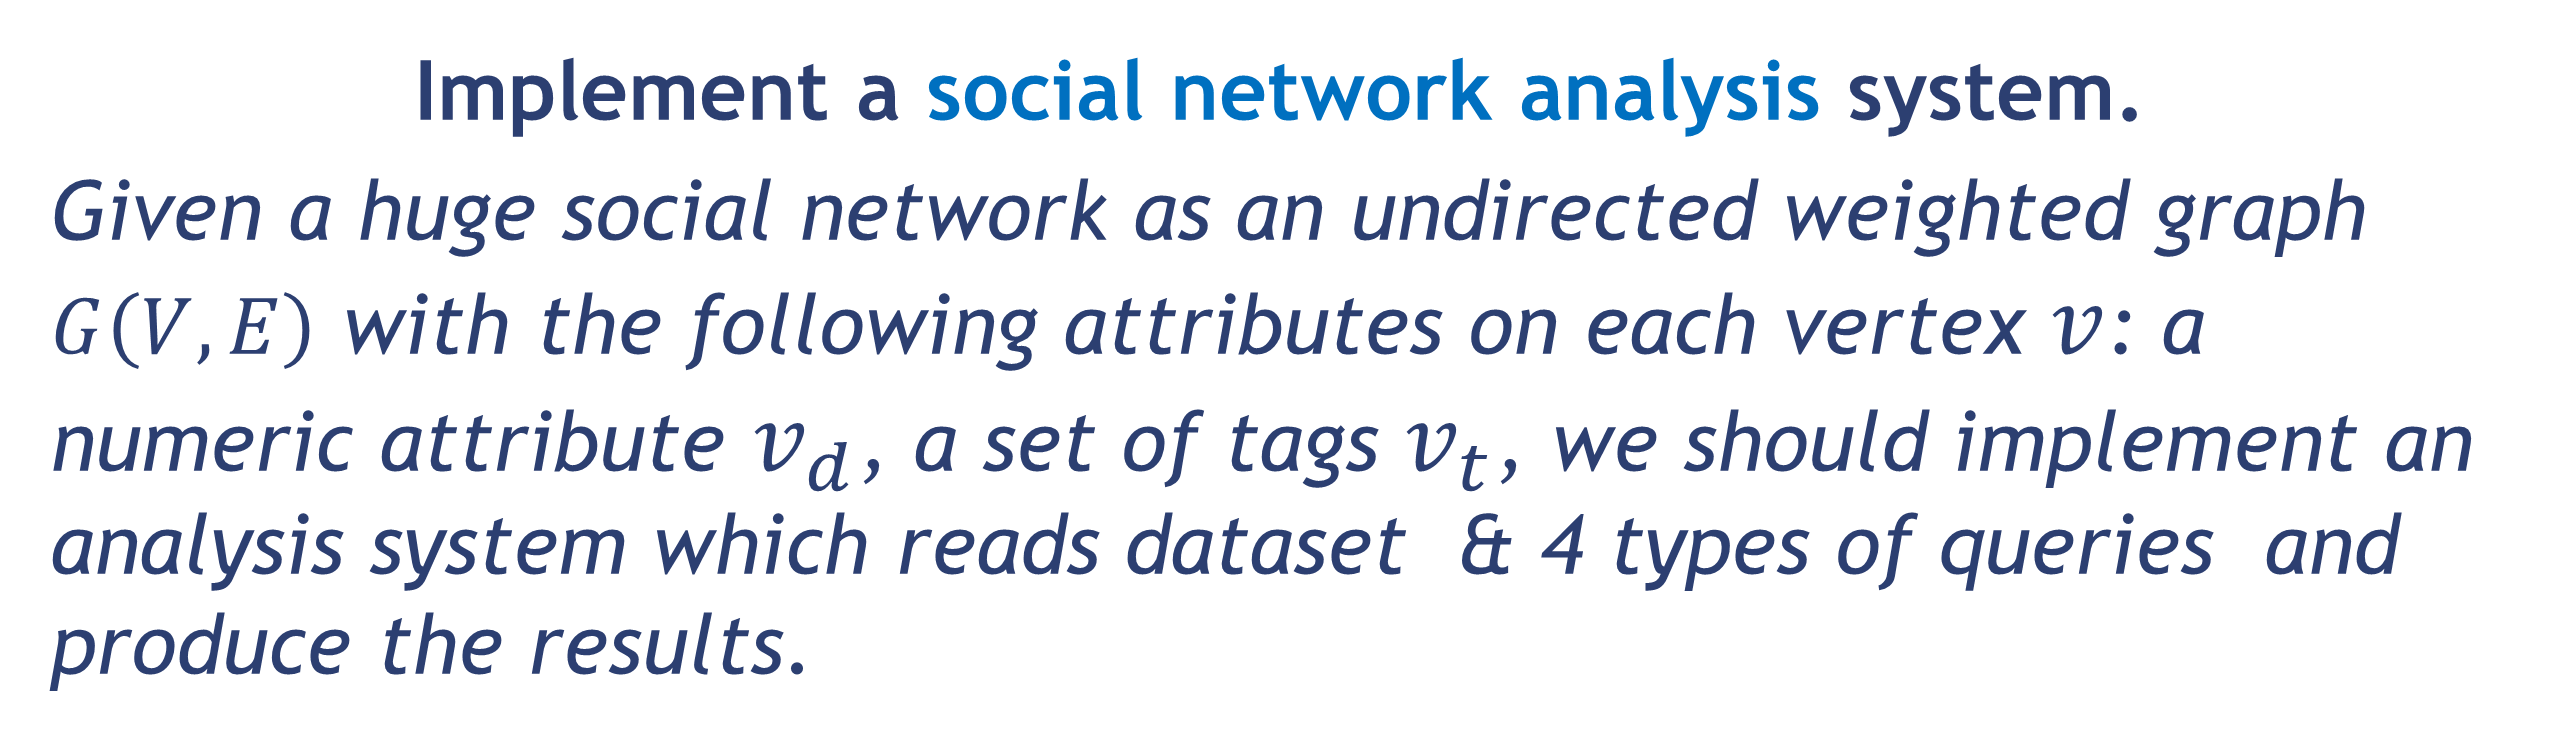 Implement a social network analysis system.
Given a huge social network as an undirected weighted graph
G(V,E) with the following attributes on each vertex v: a
numeric attribute v_d, a set of tags v_t, we should implement an
analysis system which reads dataset & 4 types of queries and
produce the results.